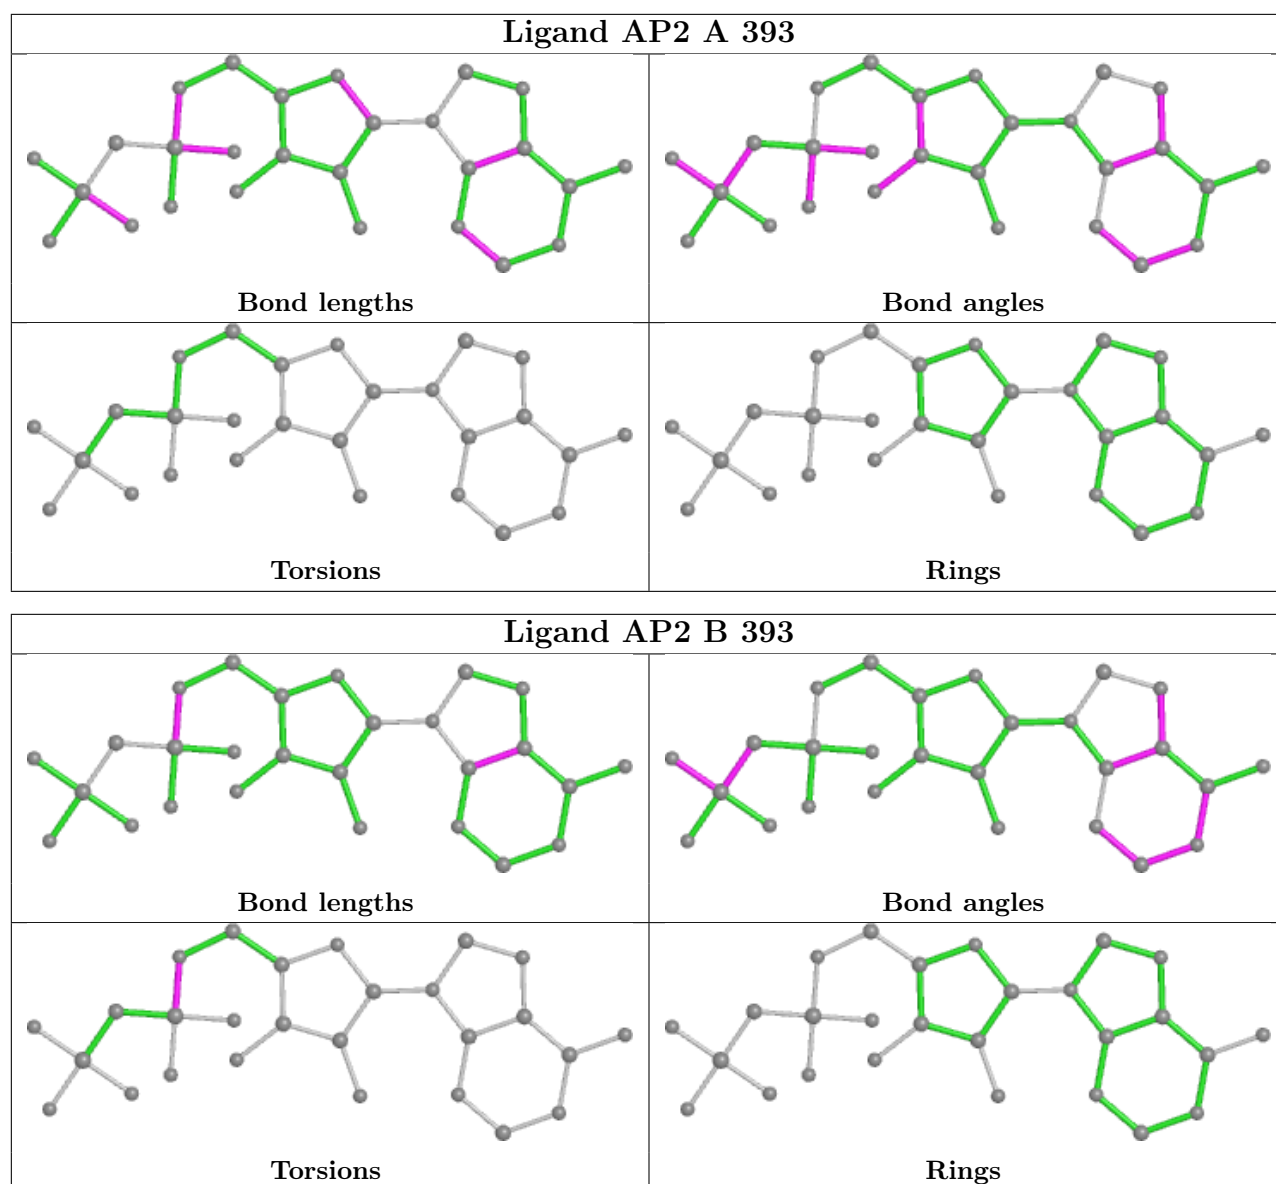 Ligand AP2 A 393
Bond lengths
Bond angles
Torsions
Rings
Ligand AP2 B 393
Bond lengths
Bond angles
Torsions
Rings